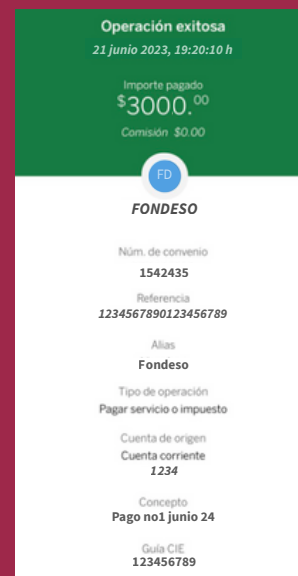 Operación exitosa
21 junio 2023, 19:20:10 h
Importe pagado
$3000.00
Comisión $0.00
FD
FONDESO
Núm. de convenio
1542435
Referencia
1234567890123456789
Alias
Fondeso
Tipo de operación
Pagar servicio o impuesto
Cuenta de origen
Cuenta corriente
1234
Concepto
Pago no1 junio 24
Guía CIE
123456789